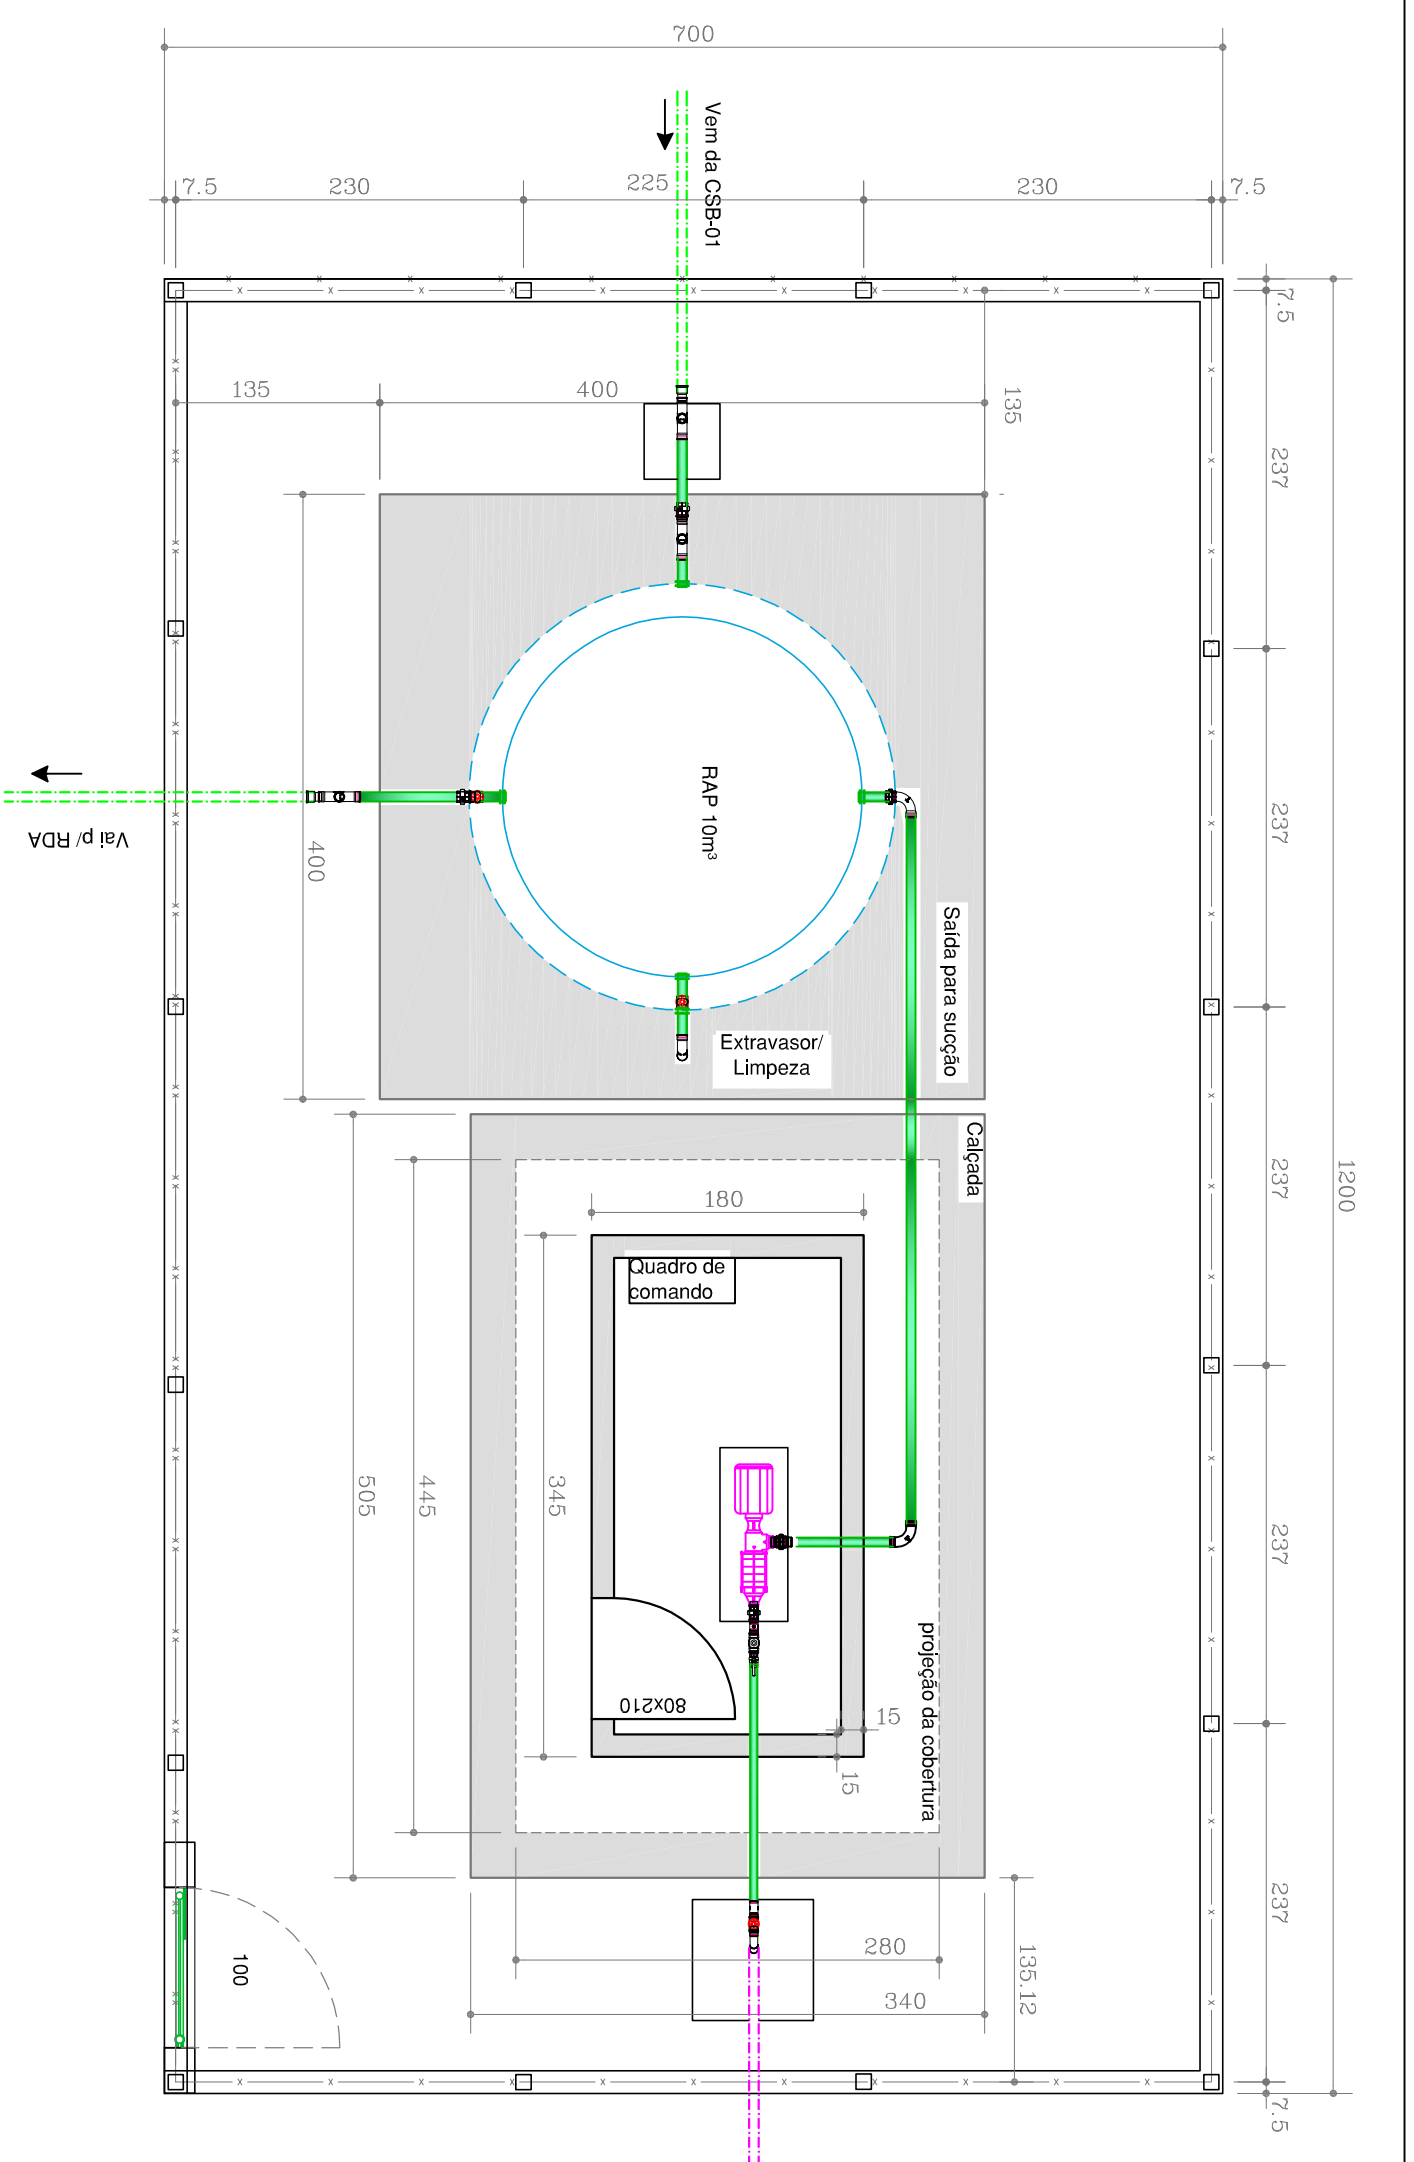 700
7.5
230
225
230
7.5
Vem da CSB-01
7.5
135
400
135
237
RAP 10m³
237
Vai p/ RDA
400
Saída para sucção
Extravasor/
Limpeza
Calçada
237
1200
180
Quadro de
comando
505
445
345
237
projeção da cobertura
80x210
15
15
237
100
280
135.12
340
7.5